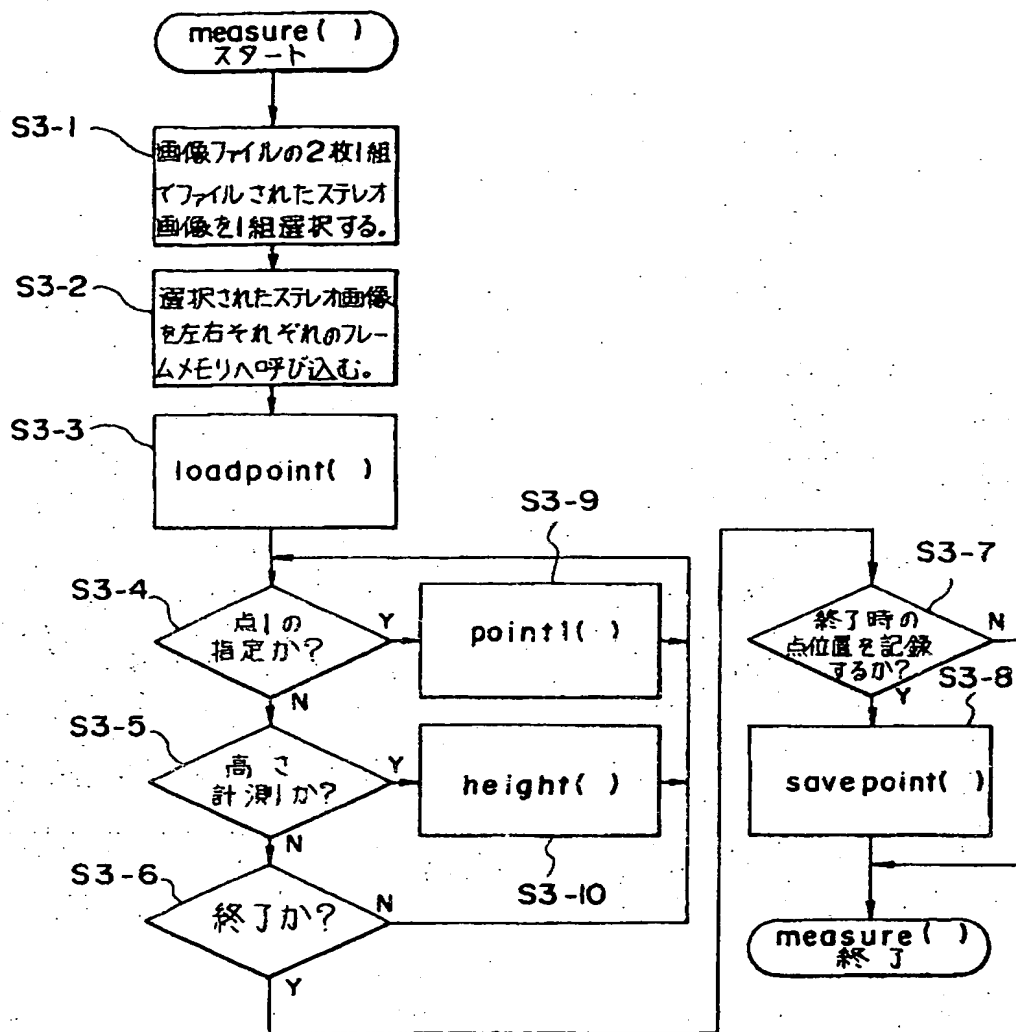 measure( )
スタート
S3-1
画像ファイルの2枚1組
でファイルされたステレオ
画像を1組選択する。
S3-2
選択されたステレオ画像
を左右それぞれのフレー
ムメモリへ呼び込む。
S3-3
loadpoint( )
S3-4
点1の
指定か?
Y
N
S3-9
point1( )
S3-5
高さ
計測1か?
Y
N
height( )
S3-10
S3-6
終了か?
N
Y
S3-7
終了時の
点位置を記録
するか?
N
Y
S3-8
savepoint( )
measure( )
終了